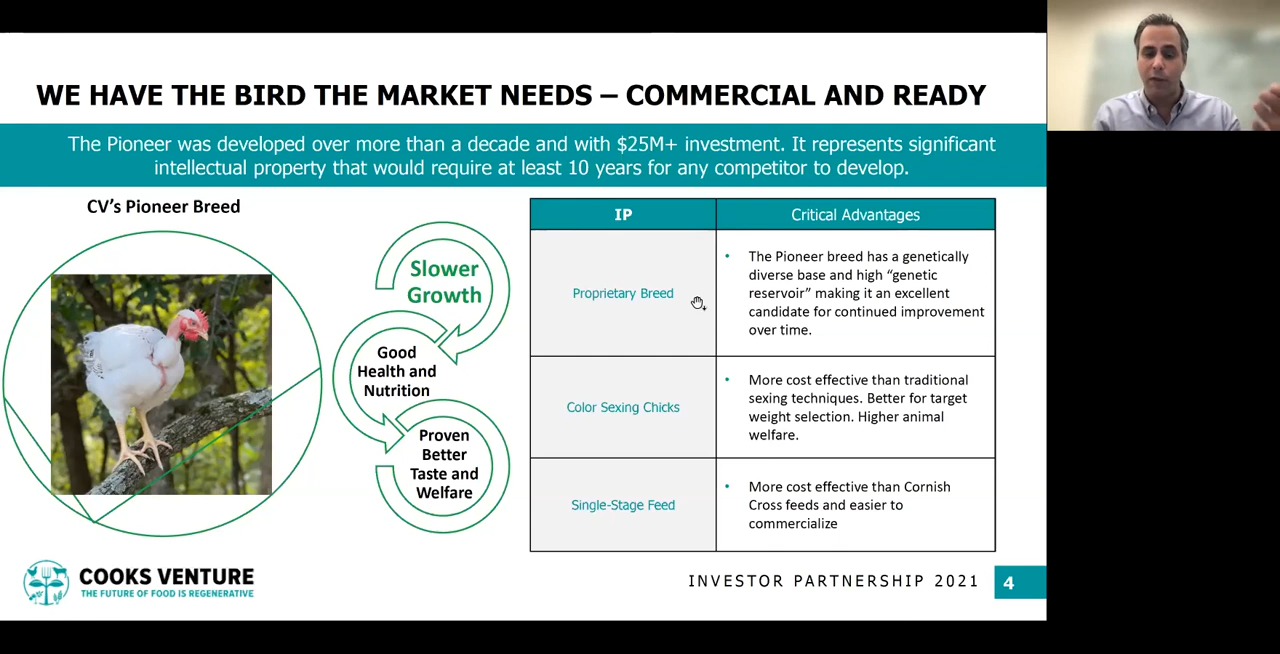 WE HAVE THE BIRD THE MARKET NEEDS – COMMERCIAL AND READY
The Pioneer was developed over more than a decade and with $25M+ investment. It represents significant
intellectual property that would require at least 10 years for any competitor to develop.
CV's Pioneer Breed
Slower
Growth
Good
Health and
Nutrition
Proven
Better
Taste and
Welfare
IP
Critical Advantages
Proprietary Breed
• The Pioneer breed has a genetically
diverse base and high “genetic
reservoir” making it an excellent
candidate for continued improvement
over time.
Color Sexing Chicks
• More cost effective than traditional
sexing techniques. Better for target
weight selection. Higher animal
welfare.
Single-Stage Feed
• More cost effective than Cornish
Cross feeds and easier to
commercialize
COOKS VENTURE
THE FUTURE OF FOOD IS REGENERATIVE
INVESTOR PARTNERSHIP 2021
4